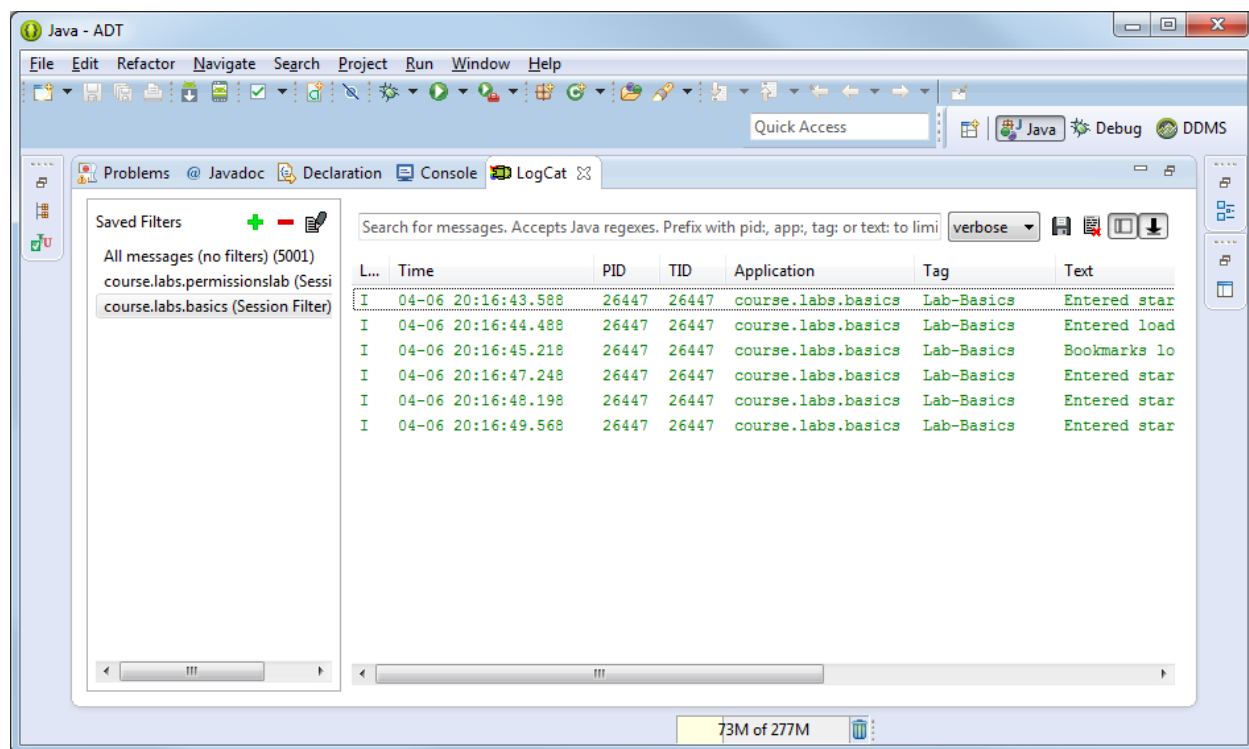 Java - ADT
File Edit Refactor Navigate Search Project Run Window Help
Quick Access
Java Debug DDMS
Problems @ Javadoc Declaration Console LogCat
Saved Filters
All messages (no filters) (5001)
course.labs.permissionslab (Sessi
course.labs.basics (Session Filter)
Search for messages. Accepts Java regexes. Prefix with pid:, app:, tag: or text: to limi verbose
L... Time PID TID Application Tag Text
I 04-06 20:16:43.588 26447 26447 course.labs.basics Lab-Basics Entered star
I 04-06 20:16:44.488 26447 26447 course.labs.basics Lab-Basics Entered load
I 04-06 20:16:45.218 26447 26447 course.labs.basics Lab-Basics Bookmarks lo
I 04-06 20:16:47.248 26447 26447 course.labs.basics Lab-Basics Entered star
I 04-06 20:16:48.198 26447 26447 course.labs.basics Lab-Basics Entered star
I 04-06 20:16:49.568 26447 26447 course.labs.basics Lab-Basics Entered star
73M of 277M